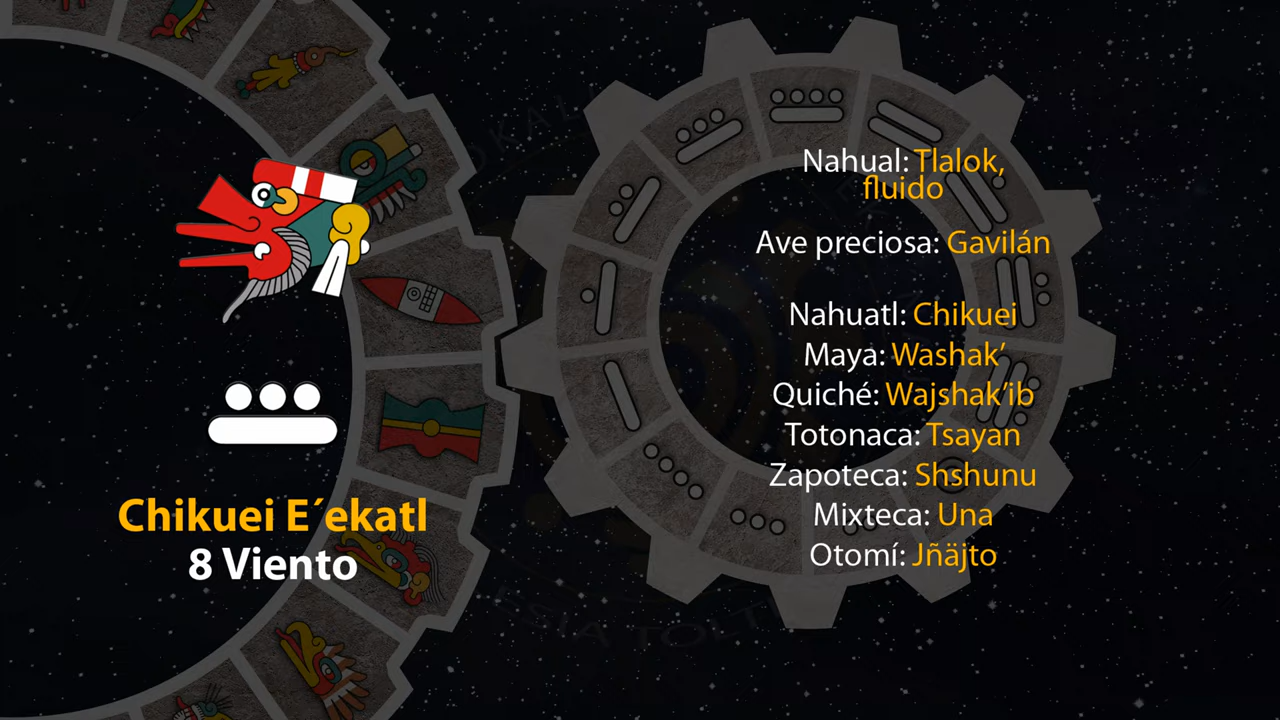 Chikuei E´ekatl
8 Viento
Nahual: Tlalok,
fluido
Ave preciosa: Gavilán
Nahuatl: Chikuei
Maya: Washak’
Quiché: Wajshak’ib
Totonaca: Tsayan
Zapoteca: Shshunu
Mixteca: Una
Otomí: Jñäjto